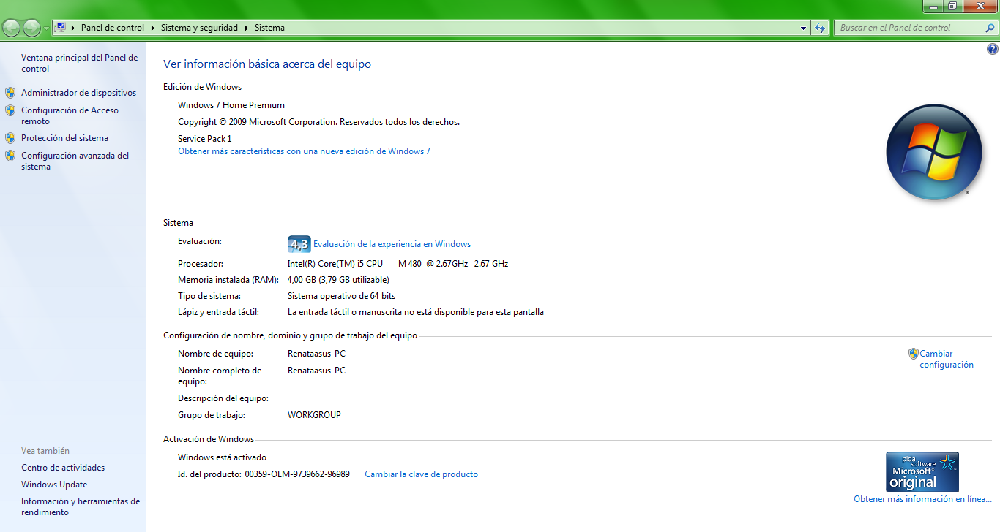 Panel de control
Sistema y seguridad
Sistema
Buscar en el Panel de control
Ventana principal del Panel de
control
Administrador de dispositivos
Configuración de Acceso
remoto
Protección del sistema
Configuración avanzada del
sistema
Vea también
Centro de actividades
Windows Update
Información y herramientas de
rendimiento
Ver información básica acerca del equipo
Edición de Windows
Windows 7 Home Premium
Copyright © 2009 Microsoft Corporation. Reservados todos los derechos.
Service Pack 1
Obtener más características con una nueva edición de Windows 7
Sistema
Evaluación: 4,3 Evaluación de la experiencia en Windows
Procesador: Intel(R) Core(TM) i5 CPU M 480 @ 2.67GHz 2.67 GHz
Memoria instalada (RAM): 4,00 GB (3,79 GB utilizable)
Tipo de sistema: Sistema operativo de 64 bits
Lápiz y entrada táctil: La entrada táctil o manuscrita no está disponible para esta pantalla
Configuración de nombre, dominio y grupo de trabajo del equipo
Nombre de equipo: Renataasus-PC
Cambiar
configuración
Nombre completo de
equipo:
Renataasus-PC
Descripción del equipo:
Grupo de trabajo: WORKGROUP
Activación de Windows
Windows está activado
Id. del producto: 00359-OEM-9739662-96989 Cambiar la clave de producto
pida
software
Microsoft®
original
Obtener más información en línea...